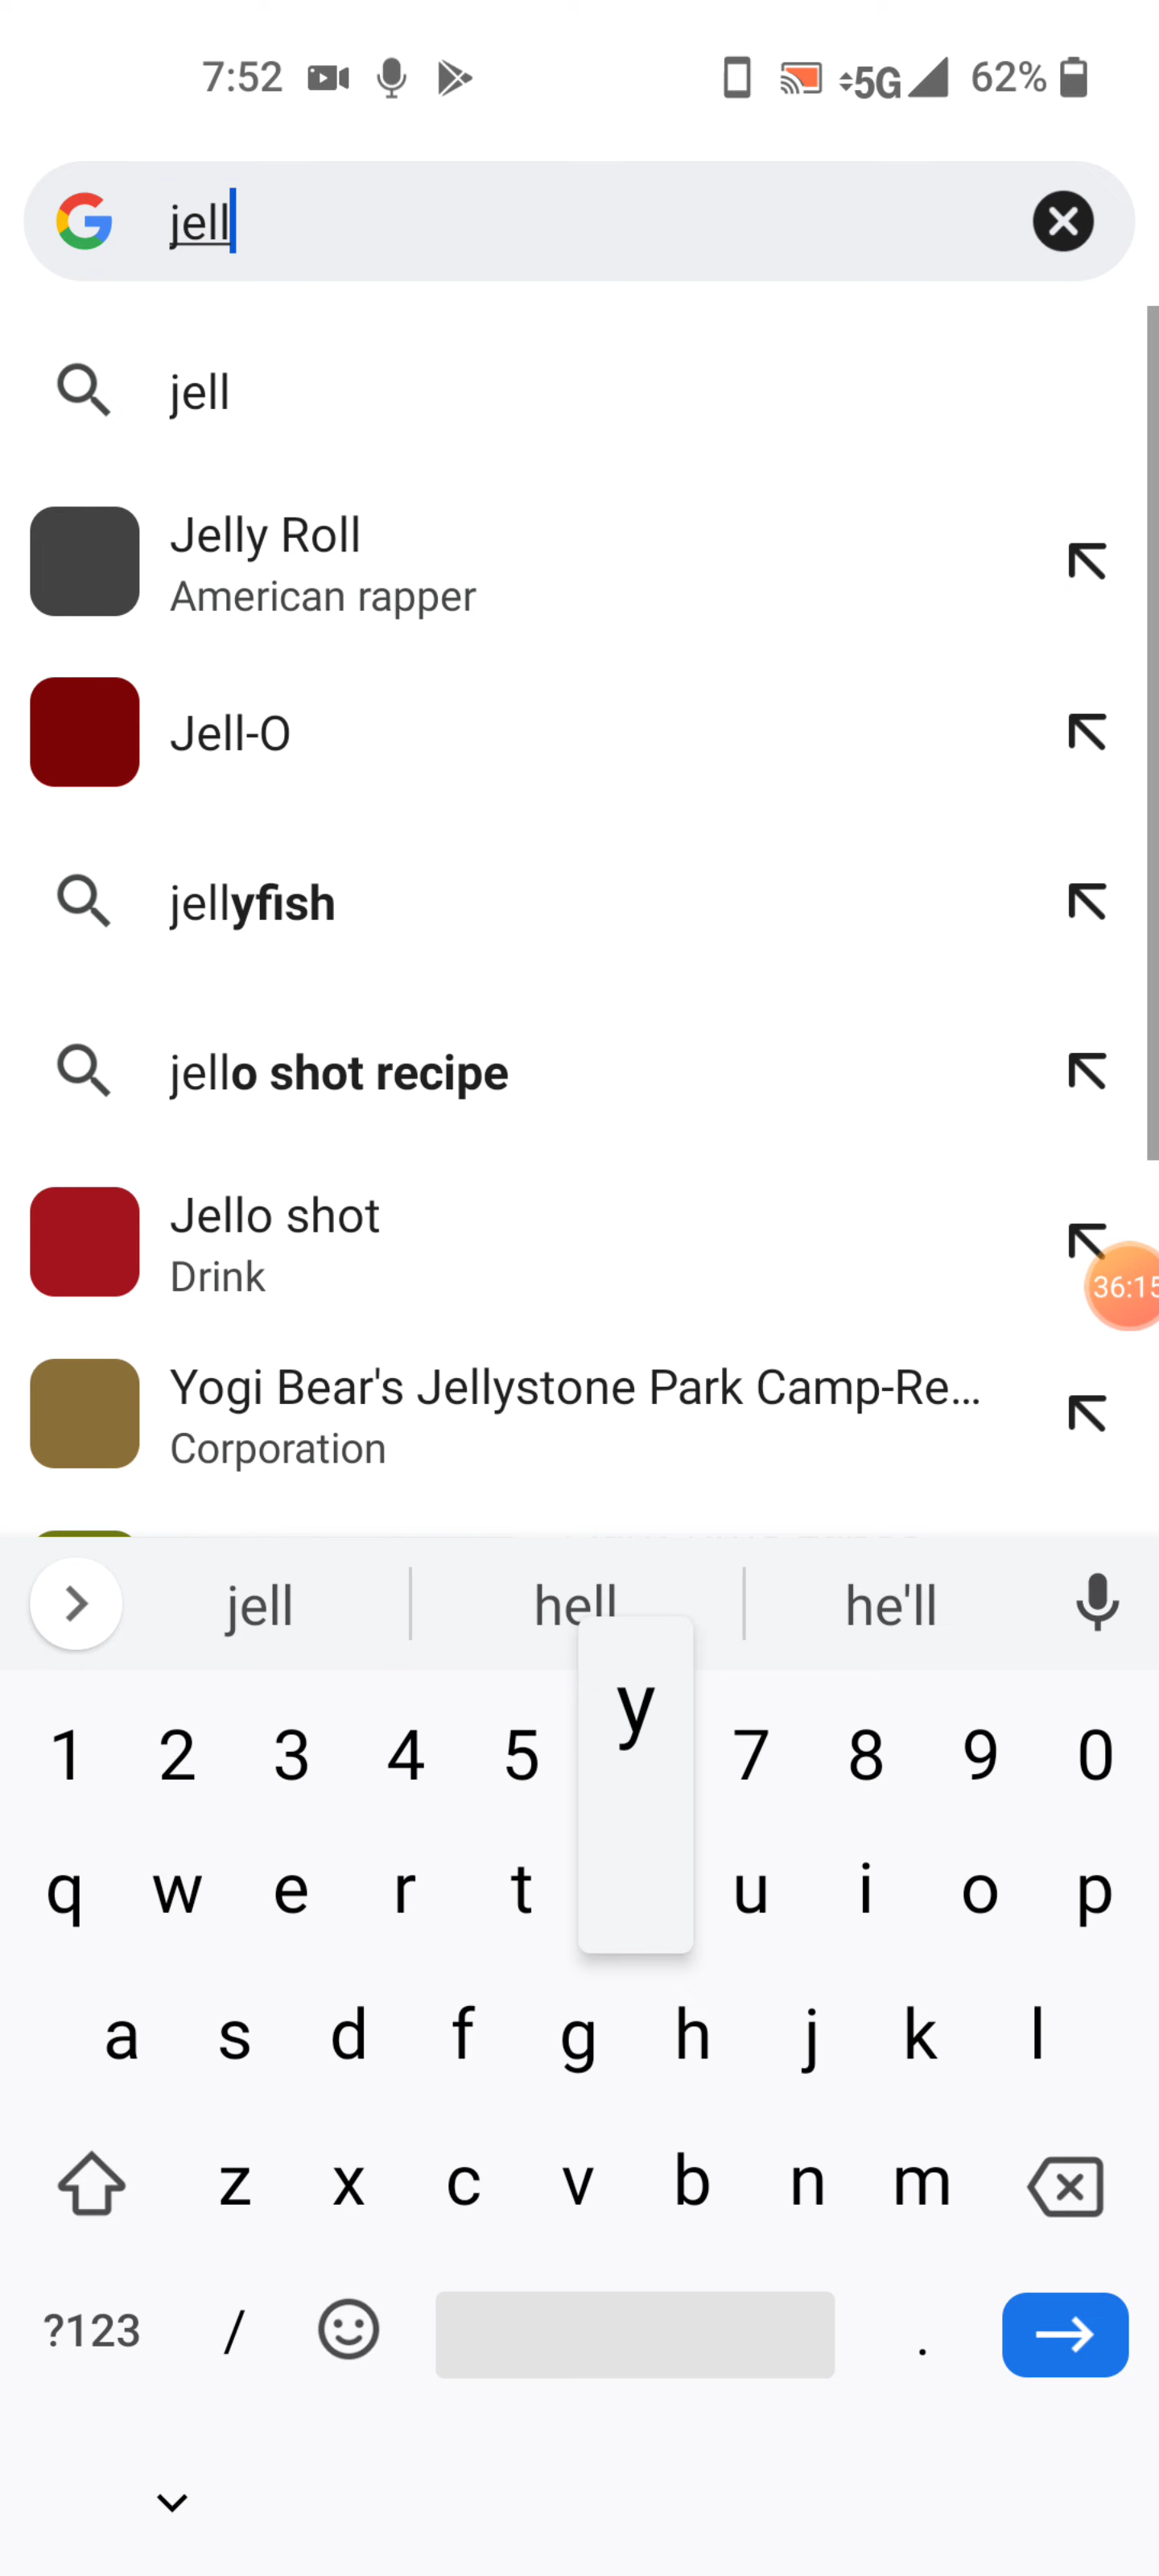 7:52 5G 62%
jell
jell
Jelly Roll
American rapper
Jell-O
jellyfish
jello shot recipe
Jello shot
Drink
36:15
Yogi Bear's Jellystone Park Camp-Re...
Corporation
jell hell he'll
y
1 2 3 4 5 7 8 9 0
q w e r t u i o p
a s d f g h j k l
z x c v b n m
?123 / .